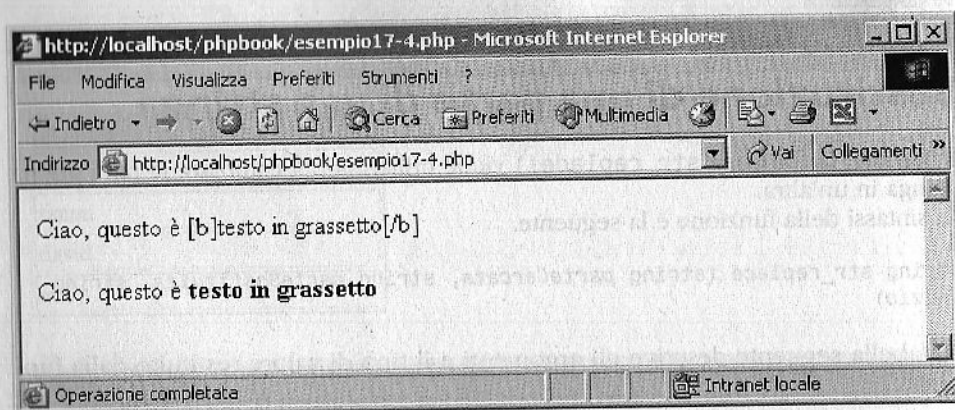 http://localhost/phpbook/esempio17-4.php - Microsoft Internet Explorer
File Modifica Visualizza Preferiti Strumenti ?
Indietro Cerca Preferiti Multimedia
Indirizzo http://localhost/phpbook/esempio17-4.php Vai Collegamenti »
Ciao, questo è [b]testo in grassetto[/b]
Ciao, questo è testo in grassetto
Operazione completata Intranet locale